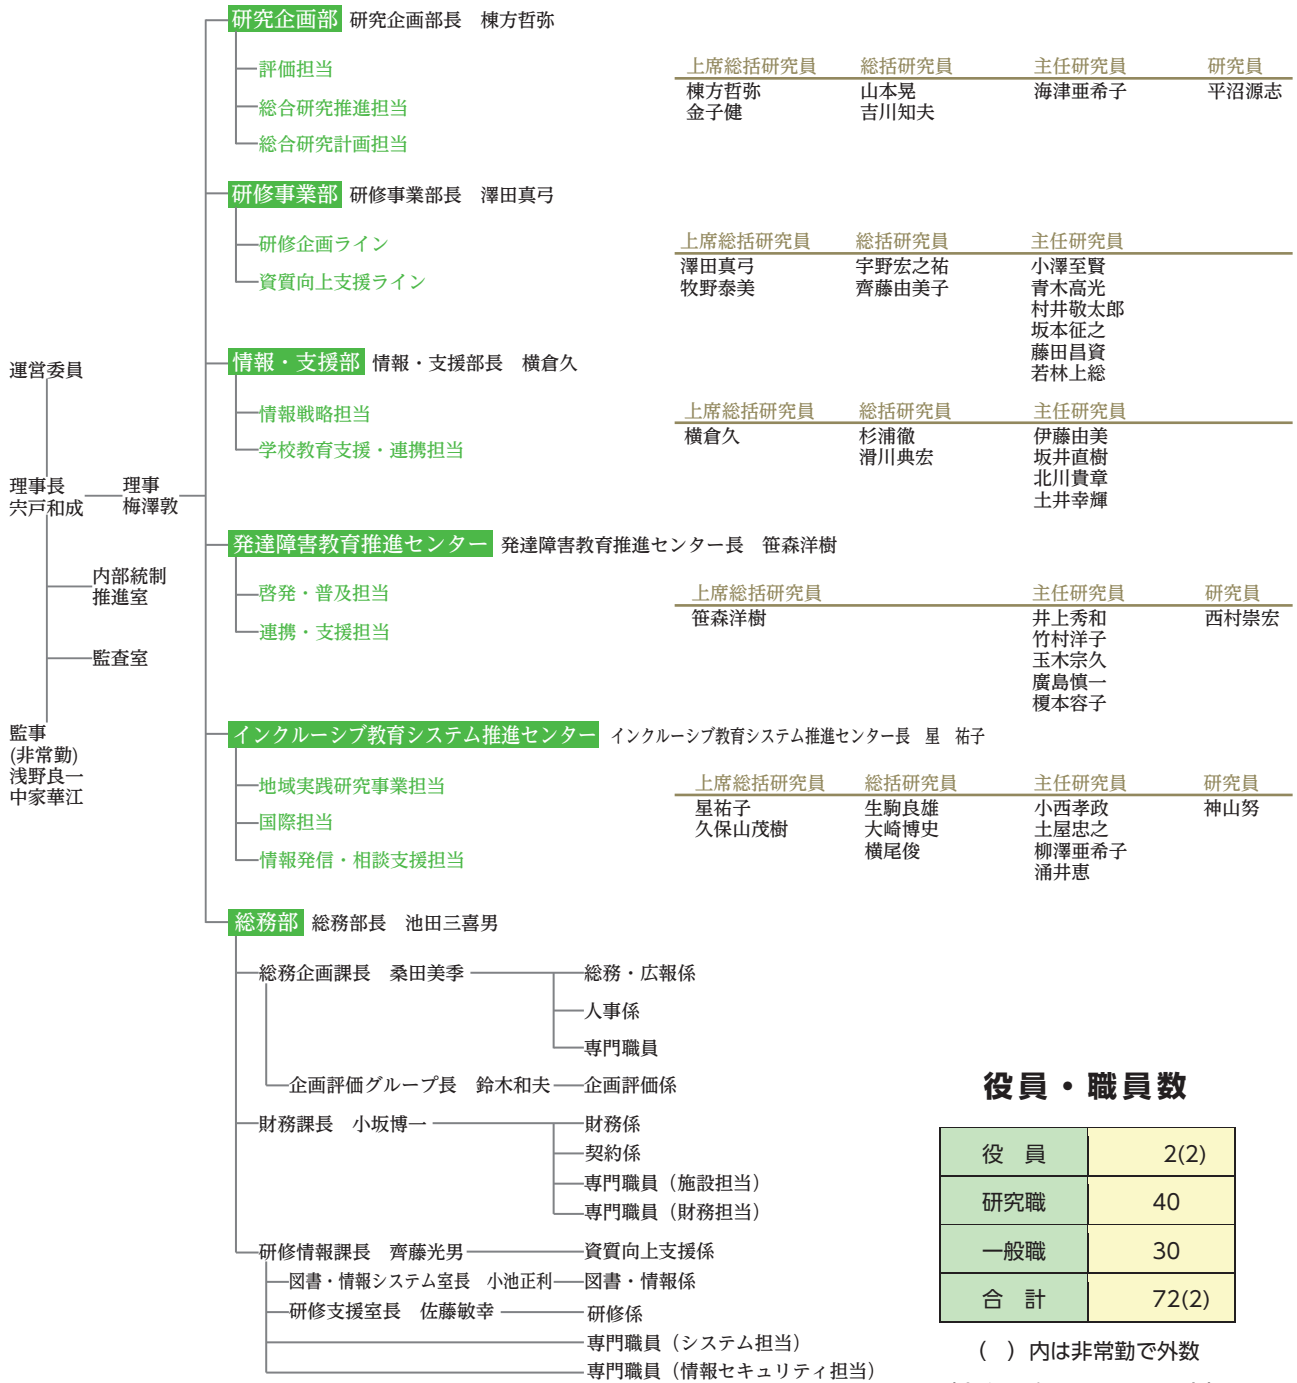 研究企画部 研究企画部長 棟方哲弥
評価担当
総合研究推進担当
総合研究計画担当
上席総括研究員 総括研究員 主任研究員 研究員
棟方哲弥 山本晃 海津亜希子 平沼源志
金子健 吉川知夫
研修事業部 研修事業部長 澤田真弓
研修企画ライン
資質向上支援ライン
上席総括研究員 総括研究員 主任研究員
澤田真弓 宇野宏之祐 小澤至賢
牧野泰美 齊藤由美子 青木高光
村井敬太郎
坂本征之
藤田昌資
若林上総
情報・支援部 情報・支援部長 横倉久
情報戦略担当
学校教育支援・連携担当
上席総括研究員 総括研究員 主任研究員
横倉久 杉浦徹 伊藤由美
滑川典宏 坂井直樹
北川貴章
土井幸輝
運営委員
理事長
宍戸和成
理事
梅澤敦
内部統制
推進室
監査室
監事
(非常勤)
浅野良一
中家華江
発達障害教育推進センター 発達障害教育推進センター長 笹森洋樹
啓発・普及担当
連携・支援担当
上席総括研究員 主任研究員 研究員
笹森洋樹 井上秀和 西村崇宏
竹村洋子
玉木宗久
廣島慎一
榎本容子
インクルーシブ教育システム推進センター インクルーシブ教育システム推進センター長 星 祐子
地域実践研究事業担当
国際担当
情報発信・相談支援担当
上席総括研究員 総括研究員 主任研究員 研究員
星祐子 生駒良雄 小西孝政 神山努
久保山茂樹 大崎博史 土屋忠之
横尾俊 柳澤亜希子
涌井恵
総務部 総務部長 池田三喜男
総務企画課長 桑田美季 総務・広報係
人事係
専門職員
企画評価グループ長 鈴木和夫 企画評価係
財務課長 小坂博一 財務係
契約係
専門職員（施設担当）
専門職員（財務担当）
研修情報課長 齊藤光男 資質向上支援係
図書・情報システム室長 小池正利 図書・情報係
研修支援室長 佐藤敏幸 研修係
専門職員（システム担当）
専門職員（情報セキュリティ担当）
役員・職員数
役 員 2(2)
研究職 40
一般職 30
合 計 72(2)
（ ）内は非常勤で外数